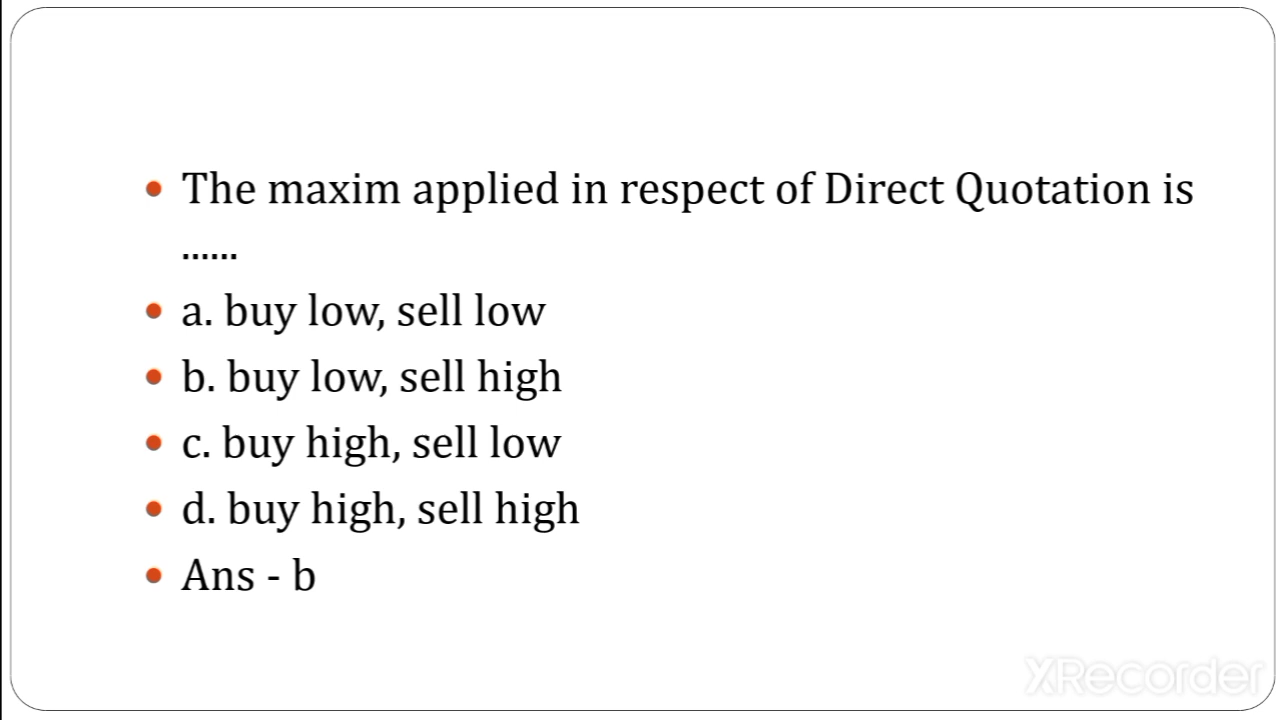 • The maxim applied in respect of Direct Quotation is
......
• a. buy low, sell low
• b. buy low, sell high
• c. buy high, sell low
• d. buy high, sell high
• Ans - b
XRecorder